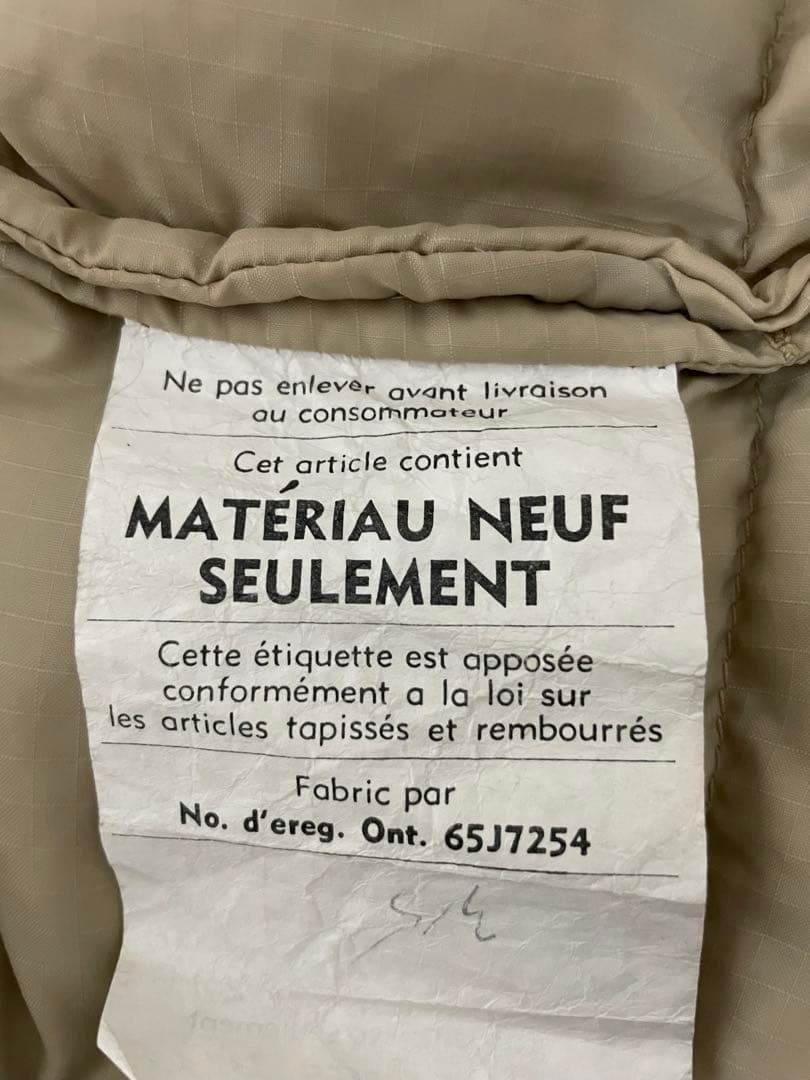 Ne pas enlever avant livraison
au consommateur
Cet article contient
MATÉRIAU NEUF
SEULEMENT
Cette étiquette est apposée
conformément a la loi sur
les articles tapissés et rembourrés
Fabric par
No. d'ereg. Ont. 65J7254